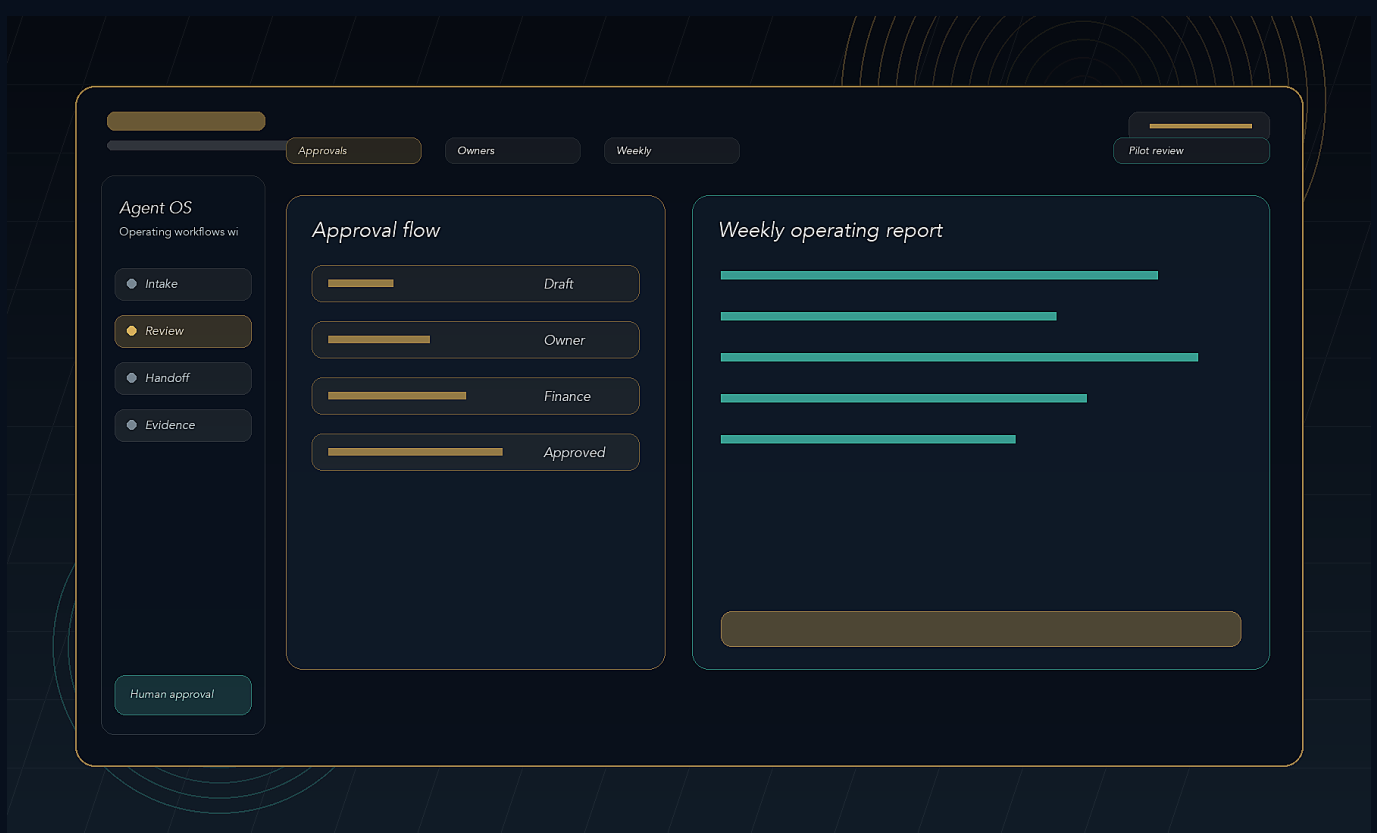 Approvals
Owners
Weekly
Pilot review
Agent OS
Operating workflows wi
Intake
Review
Handoff
Evidence
Human approval
Approval flow
Draft
Owner
Finance
Approved
Weekly operating report